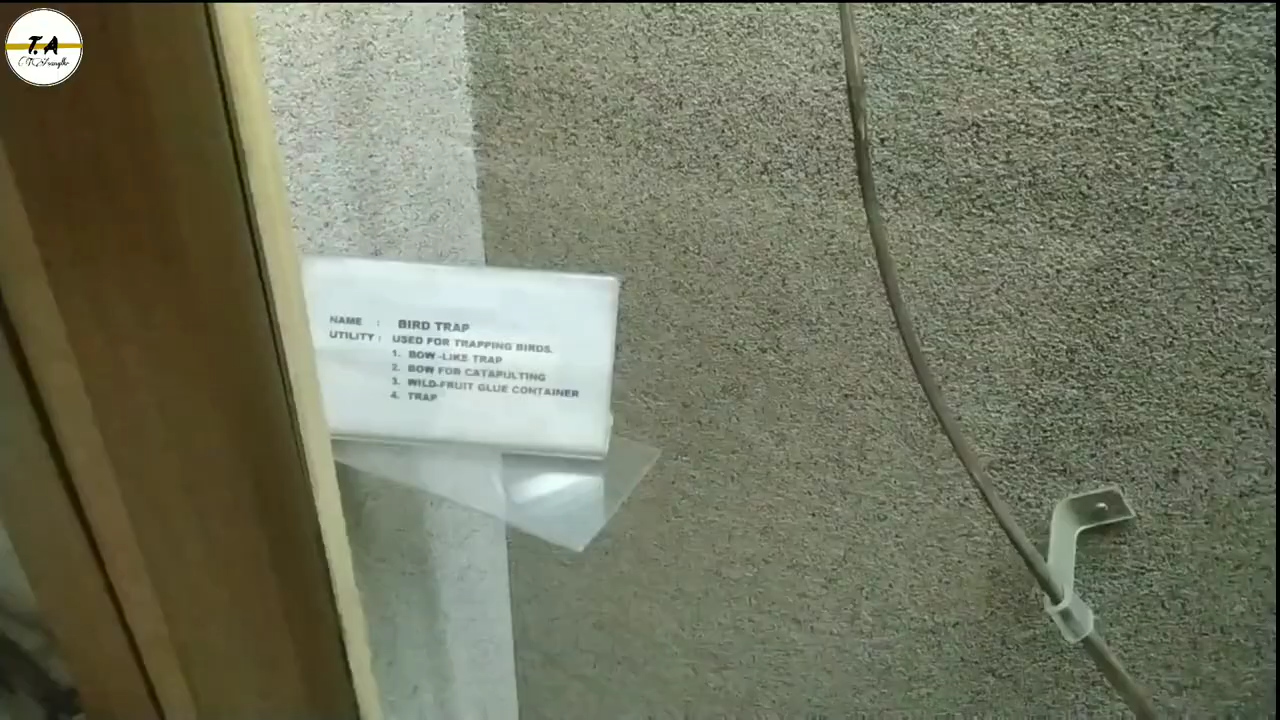 T.A
NAME : BIRD TRAP
UTILITY : USED FOR TRAPPING BIRDS.
1. BOW-LIKE TRAP
2. BOW FOR CATAPULTING
3. WILD-FRUIT GLUE CONTAINER
4. TRAP